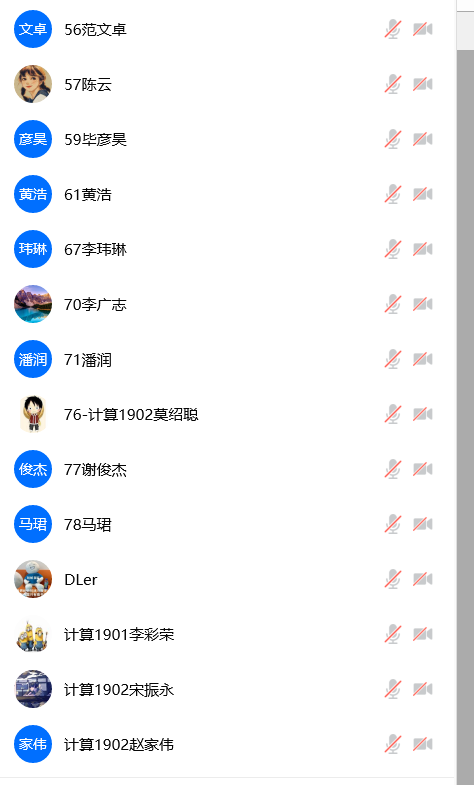 文卓 56范文卓
57陈云
彦昊 59毕彦昊
黄浩 61黄浩
玮琳 67李玮琳
70李广志
潘润 71潘润
76-计算1902莫绍聪
俊杰 77谢俊杰
马珺 78马珺
DLer
计算1901李彩荣
计算1902宋振永
家伟 计算1902赵家伟